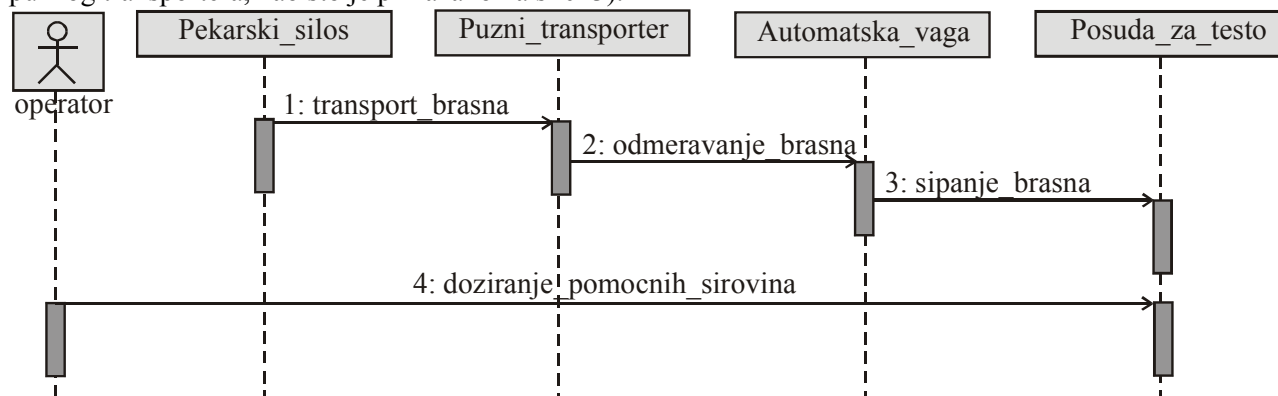 Pekarski_silos
Puzni_transporter
Automatska_vaga
Posuda_za_testo
operator
1: transport_brasna
2: odmeravanje_brasna
3: sipanje_brasna
4: doziranje_pomocnih_sirovina